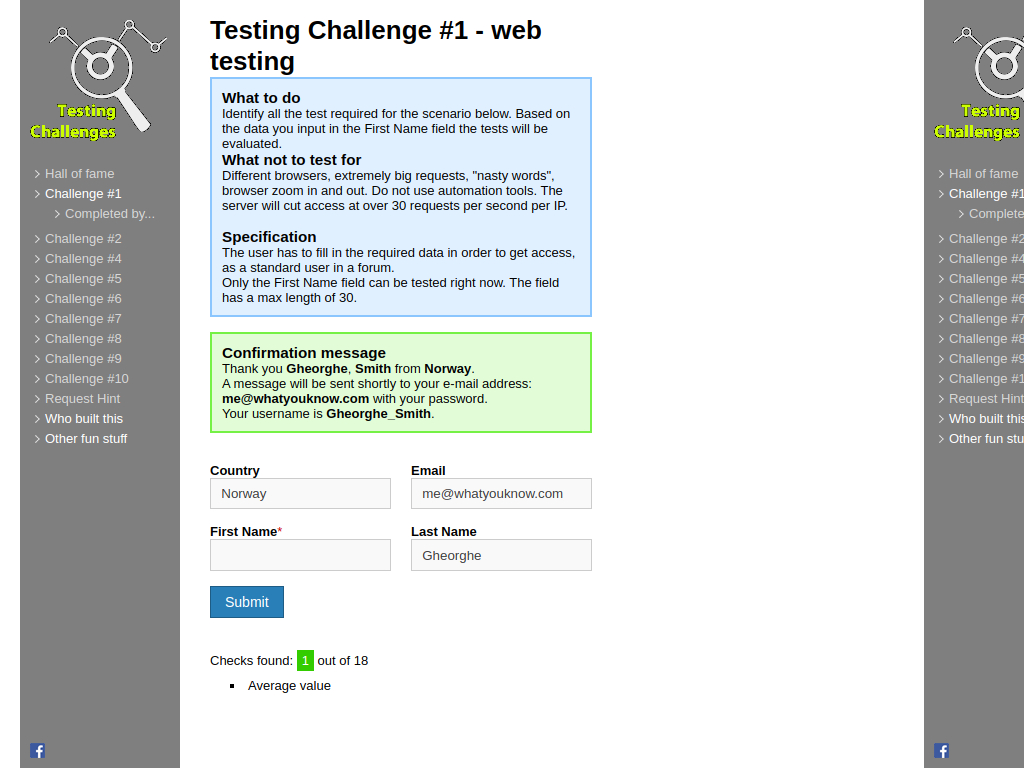 Testing Challenge #1 - web
testing
What to do
Identify all the test required for the scenario below. Based on
the data you input in the First Name field the tests will be
evaluated.
What not to test for
Different browsers, extremely big requests, "nasty words",
browser zoom in and out. Do not use automation tools. The
server will cut access at over 30 requests per second per IP.
Specification
The user has to fill in the required data in order to get access,
as a standard user in a forum.
Only the First Name field can be tested right now. The field
has a max length of 30.
Confirmation message
Thank you Gheorghe, Smith from Norway.
A message will be sent shortly to your e-mail address:
me@whatyouknow.com with your password.
Your username is Gheorghe_Smith.
Country
Email
Norway
me@whatyouknow.com
First Name*
Last Name
Gheorghe
Submit
Checks found: 1 out of 18
Average value
Testing
Challenges
Hall of fame
Challenge #1
Completed by...
Challenge #2
Challenge #4
Challenge #5
Challenge #6
Challenge #7
Challenge #8
Challenge #9
Challenge #10
Request Hint
Who built this
Other fun stuff
Testing
Challenges
Hall of fame
Challenge #1
Complete
Challenge #2
Challenge #4
Challenge #5
Challenge #6
Challenge #7
Challenge #8
Challenge #9
Challenge #1
Request Hint
Who built this
Other fun stu